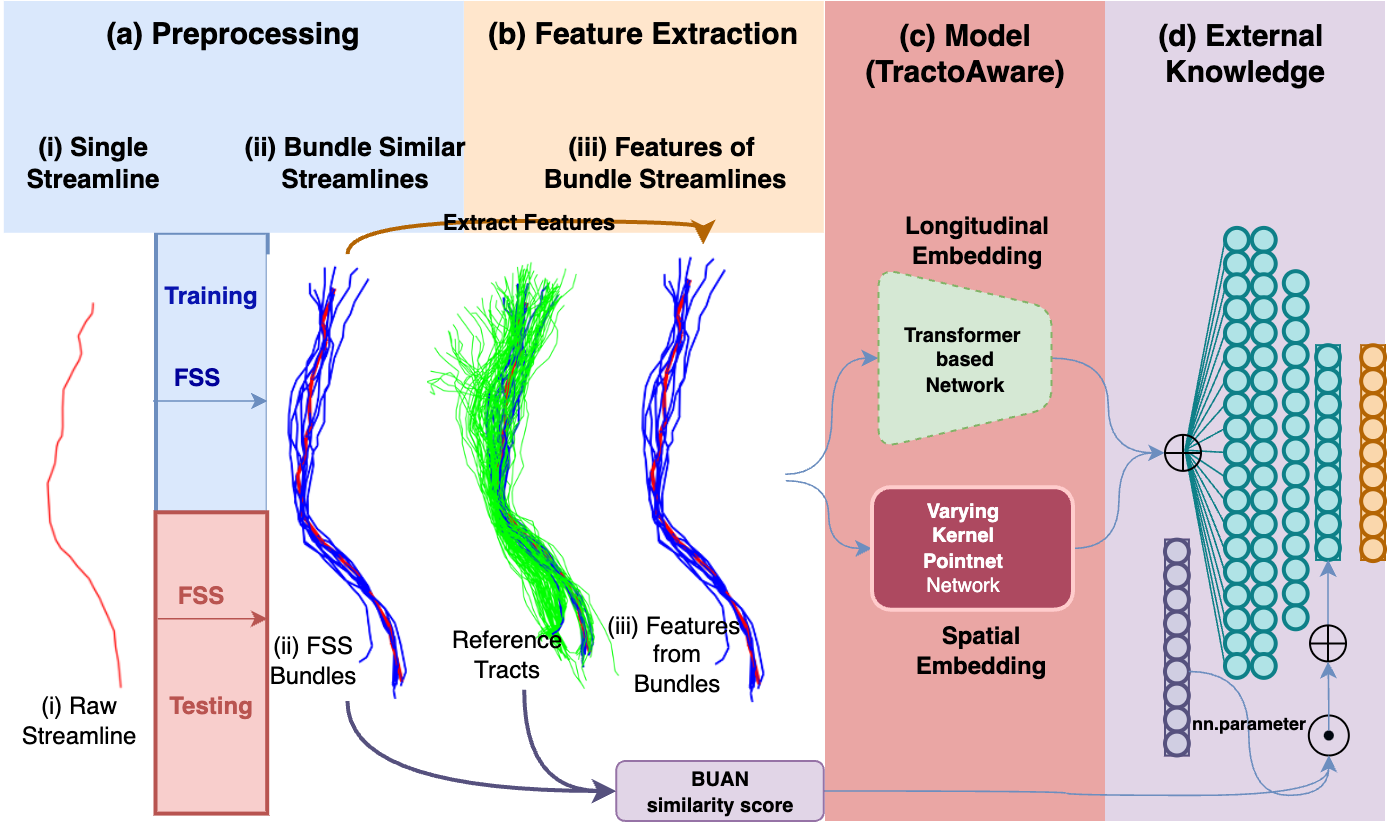 (a) Preprocessing
(b) Feature Extraction
(c) Model
(TractoAware)
(d) External
Knowledge
(i) Single
Streamline
(ii) Bundle Similar
Streamlines
(iii) Features of
Bundle Streamlines
Extract Features
Training
FSS
FSS
Testing
(i) Raw
Streamline
(ii) FSS
Bundles
Reference
Tracts
(iii) Features
from
Bundles
BUAN
similarity score
Longitudinal
Embedding
Transformer
based
Network
Varying
Kernel
Pointnet
Network
Spatial
Embedding
nn.parameter